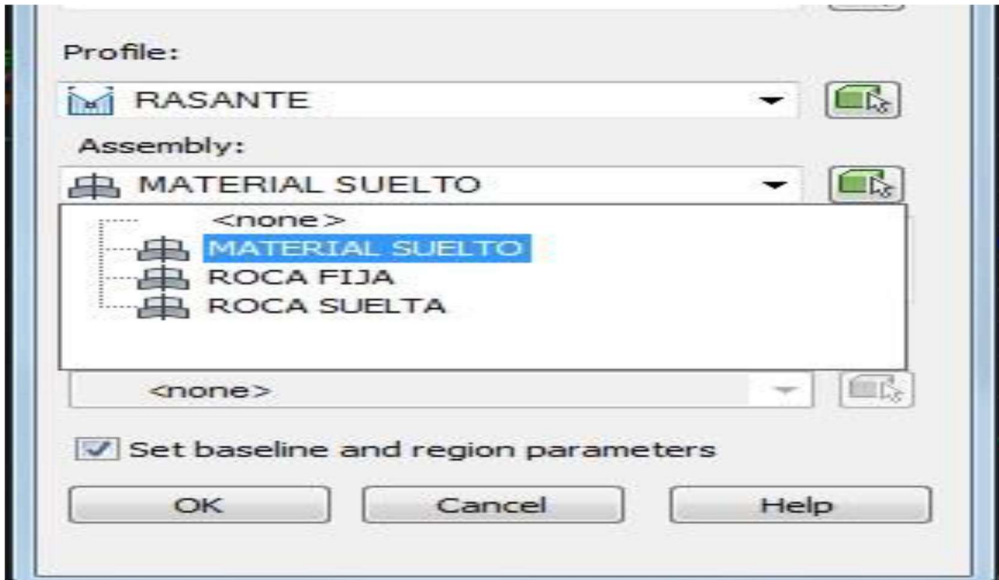 Profile:
RASANTE
Assembly:
MATERIAL SUELTO
<none>
MATERIAL SUELTO
ROCA FIJA
ROCA SUELTA
<none>
Set baseline and region parameters
OK Cancel Help